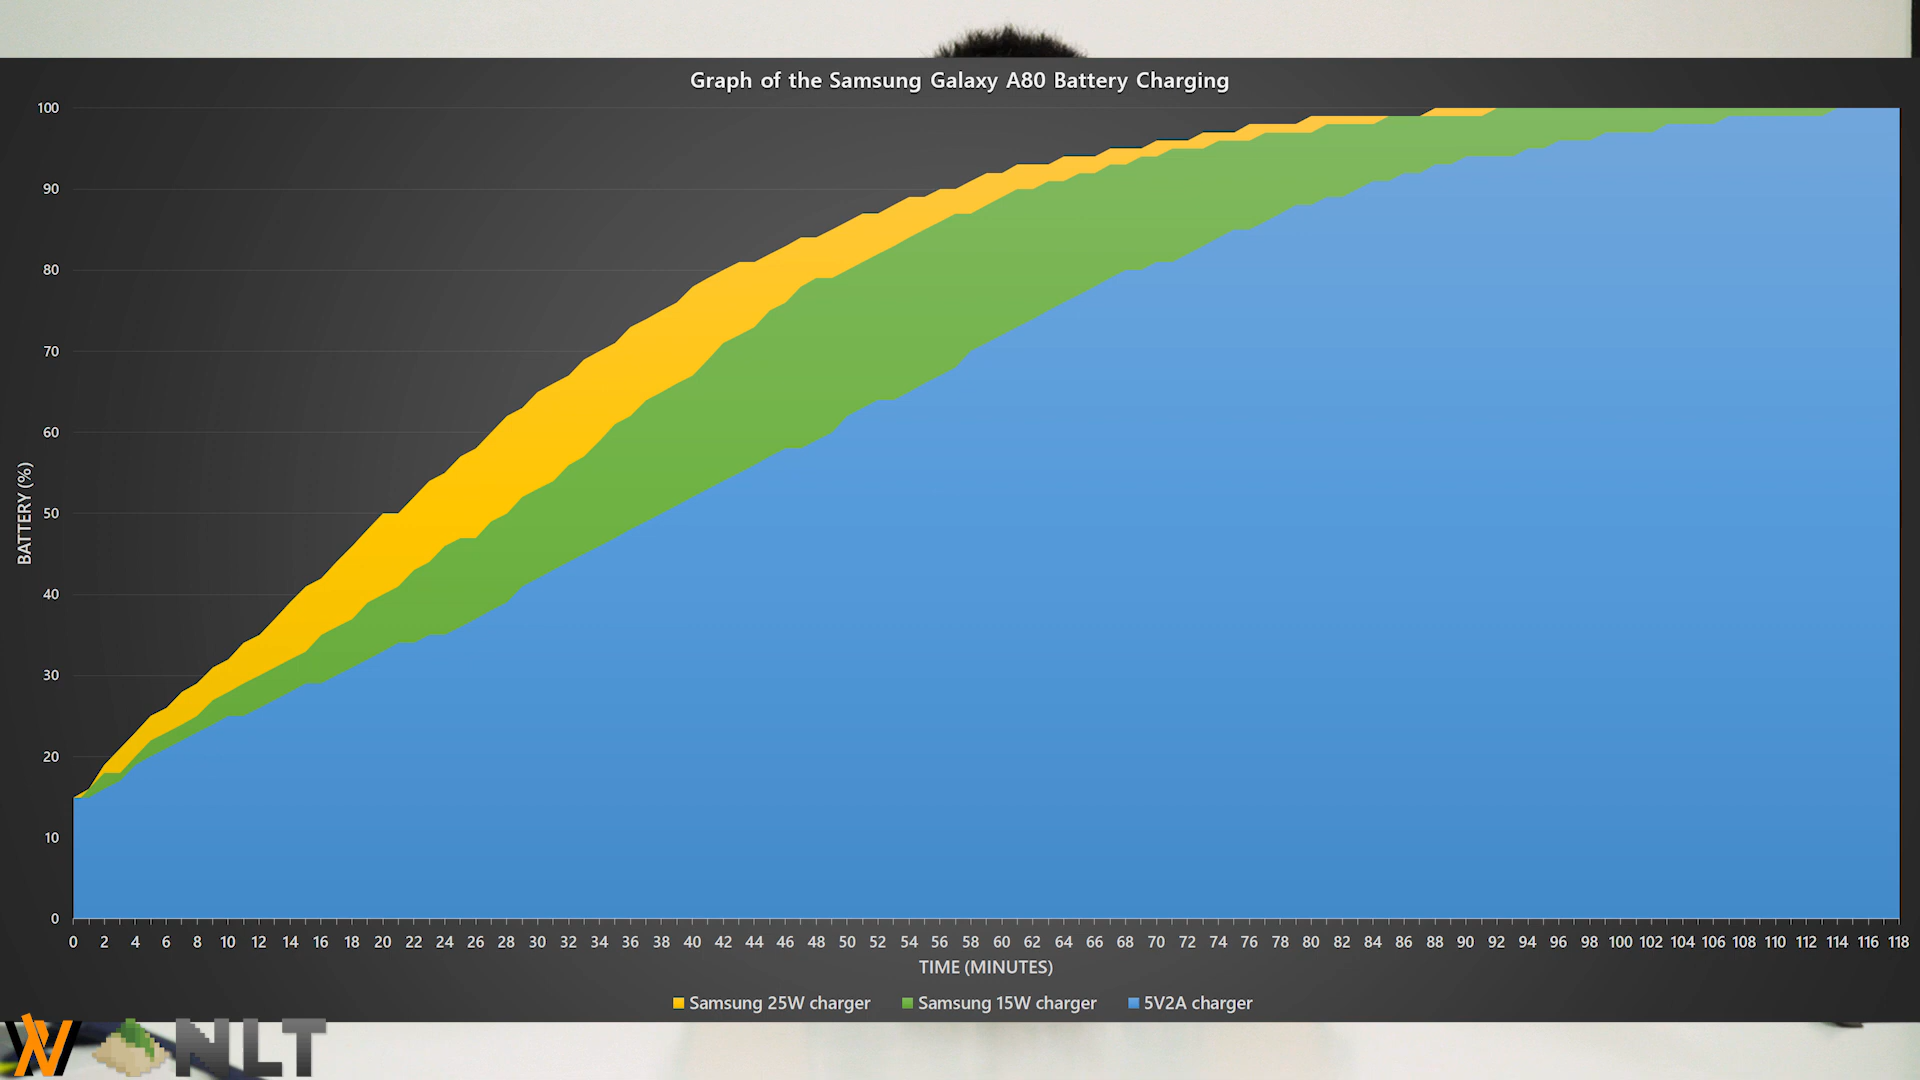 Graph of the Samsung Galaxy A80 Battery Charging
100
90
80
70
60
50
40
30
20
10
0
BATTERY (%)
0 2 4 6 8 10 12 14 16 18 20 22 24 26 28 30 32 34 36 38 40 42 44 46 48 50 52 54 56 58 60 62 64 66 68 70 72 74 76 78 80 82 84 86 88 90 92 94 96 98 100 102 104 106 108 110 112 114 116 118
TIME (MINUTES)
Samsung 25W charger Samsung 15W charger 5V2A charger
NLT